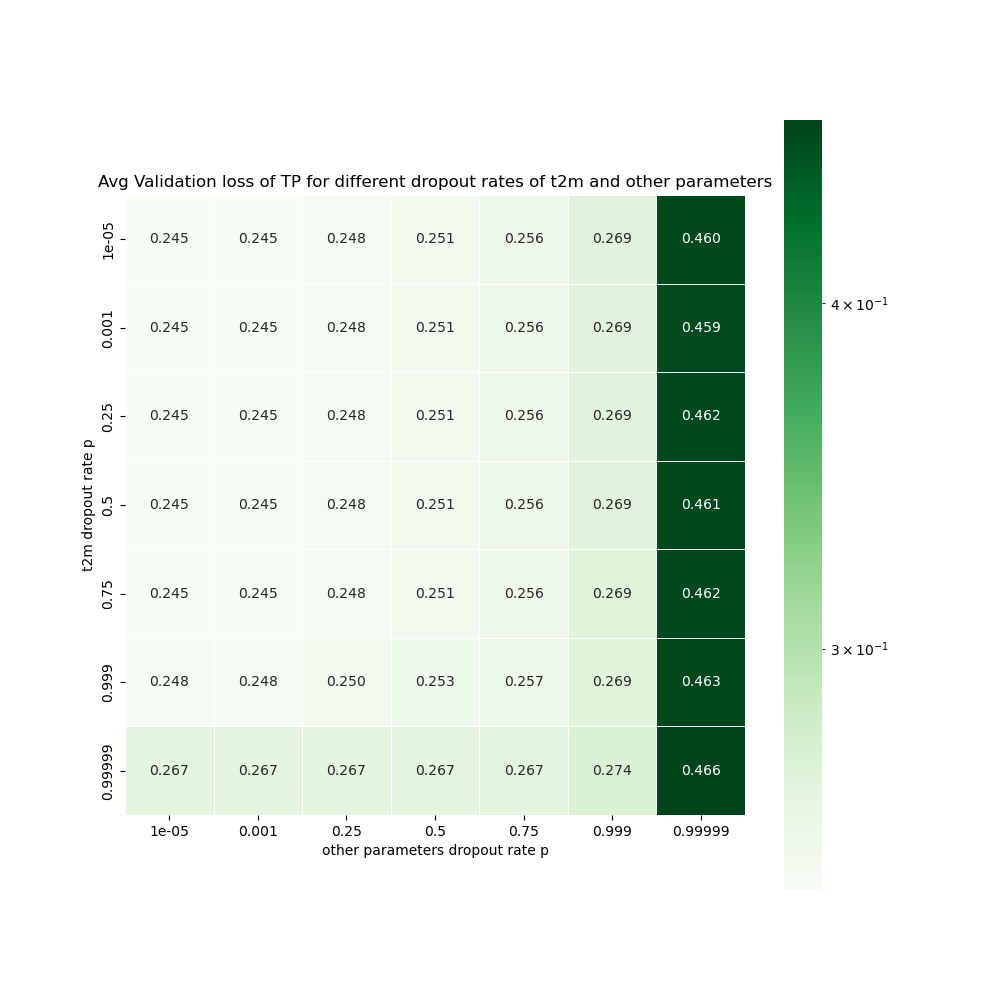 Avg Validation loss of TP for different dropout rates of t2m and other parameters
1e-05 0.245 0.245 0.248 0.251 0.256 0.269 0.460
0.001 0.245 0.245 0.248 0.251 0.256 0.269 0.459
0.25 0.245 0.245 0.248 0.251 0.256 0.269 0.462
0.5 0.245 0.245 0.248 0.251 0.256 0.269 0.461
0.75 0.245 0.245 0.248 0.251 0.256 0.269 0.462
0.999 0.248 0.248 0.250 0.253 0.257 0.269 0.463
0.99999 0.267 0.267 0.267 0.267 0.267 0.274 0.466
1e-05 0.001 0.25 0.5 0.75 0.999 0.99999
other parameters dropout rate p
t2m dropout rate p
4 × 10⁻¹
3 × 10⁻¹